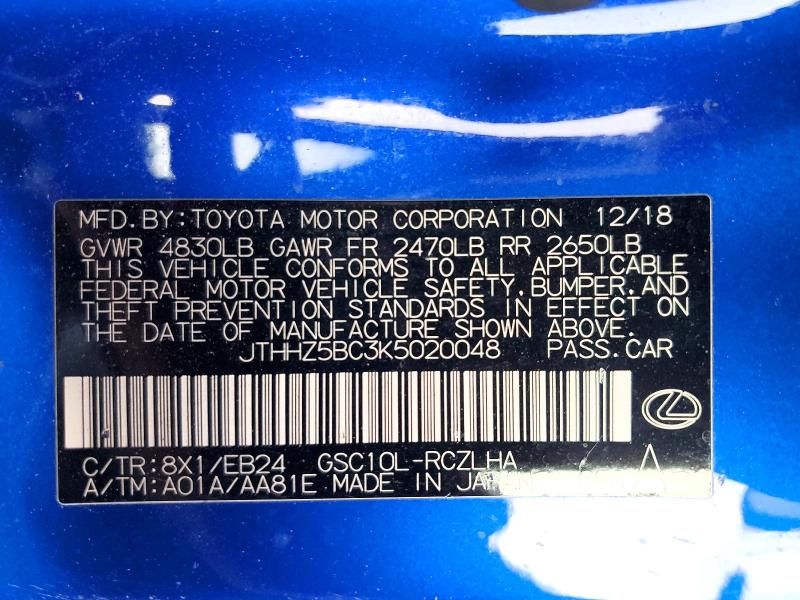 MFD.BY:TOYOTA MOTOR CORPORATION 12/18
GVWR 4830LB GAWR FR 2470LB RR 2650LB
THIS VEHICLE CONFORMS TO ALL APPLICABLE
FEDERAL MOTOR VEHICLE SAFETY,BUMPER,AND
THEFT PREVENTION STANDARDS IN EFFECT ON
THE DATE OF MANUFACTURE SHOWN ABOVE.
JTHHZ5BC3K5020048 PASS.CAR
C/TR:8X1/EB24 GSC10L-RCZLHA A
A/TM:A01A/AA81E MADE IN JAPAN